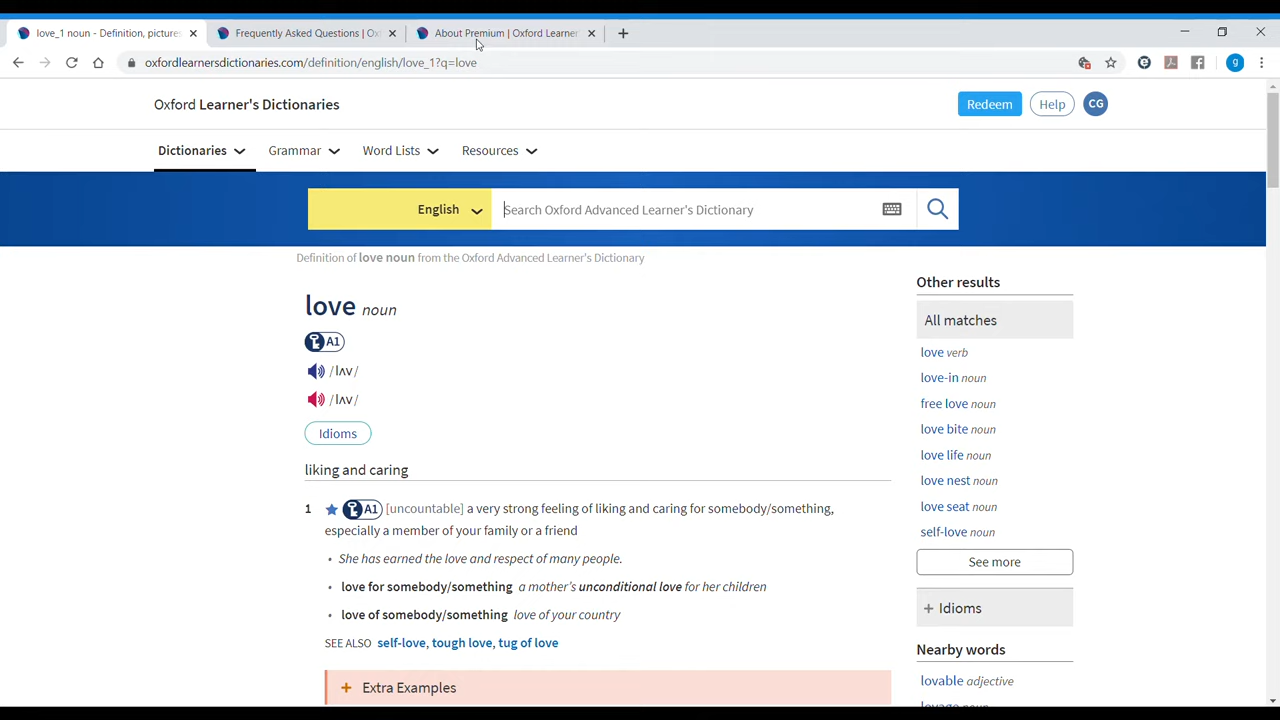 love_1 noun - Definition, picture
Frequently Asked Questions | Ox
About Premium | Oxford Learner
oxfordlearnersdictionaries.com/definition/english/love_1?q=love
g
Oxford Learner's Dictionaries
Redeem
Help
CG
Dictionaries
Grammar
Word Lists
Resources
English
Search Oxford Advanced Learner's Dictionary
Definition of love noun from the Oxford Advanced Learner's Dictionary
love noun
A1
/lʌv/
/lʌv/
Idioms
liking and caring
1 A1 [uncountable] a very strong feeling of liking and caring for somebody/something,
especially a member of your family or a friend
• She has earned the love and respect of many people.
• love for somebody/something a mother's unconditional love for her children
• love of somebody/something love of your country
SEE ALSO self-love, tough love, tug of love
+ Extra Examples
Other results
All matches
love verb
love-in noun
free love noun
love bite noun
love life noun
love nest noun
love seat noun
self-love noun
See more
+ Idioms
Nearby words
lovable adjective
lovage noun